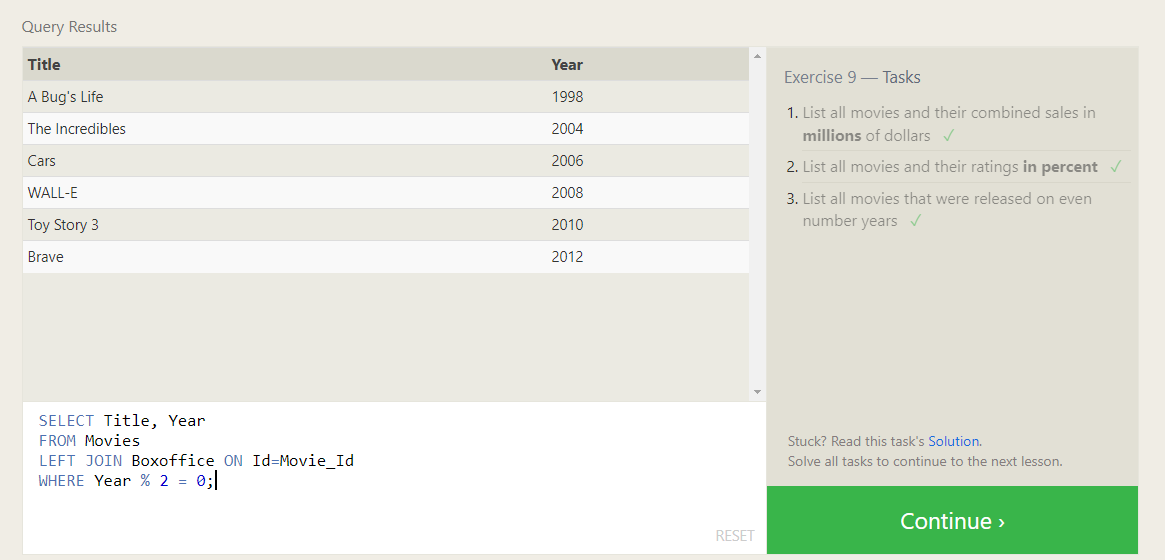 Query Results
Title Year
A Bug's Life 1998
The Incredibles 2004
Cars 2006
WALL-E 2008
Toy Story 3 2010
Brave 2012
SELECT Title, Year
FROM Movies
LEFT JOIN Boxoffice ON Id=Movie_Id
WHERE Year % 2 = 0;
RESET
Exercise 9 — Tasks
1. List all movies and their combined sales in
millions of dollars ✓
2. List all movies and their ratings in percent ✓
3. List all movies that were released on even
number years ✓
Stuck? Read this task's Solution.
Solve all tasks to continue to the next lesson.
Continue ›